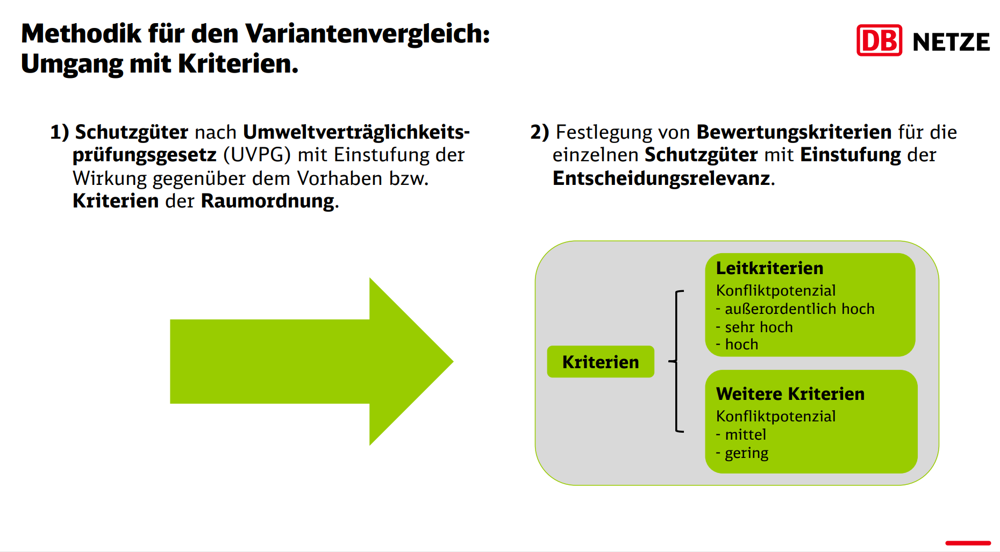 Methodik für den Variantenvergleich:
Umgang mit Kriterien.
DB NETZE
1) Schutzgüter nach Umweltverträglichkeits-
prüfungsgesetz (UVPG) mit Einstufung der
Wirkung gegenüber dem Vorhaben bzw.
Kriterien der Raumordnung.
2) Festlegung von Bewertungskriterien für die
einzelnen Schutzgüter mit Einstufung der
Entscheidungsrelevanz.
Kriterien
Leitkriterien
Konfliktpotenzial
- außerordentlich hoch
- sehr hoch
- hoch
Weitere Kriterien
Konfliktpotenzial
- mittel
- gering